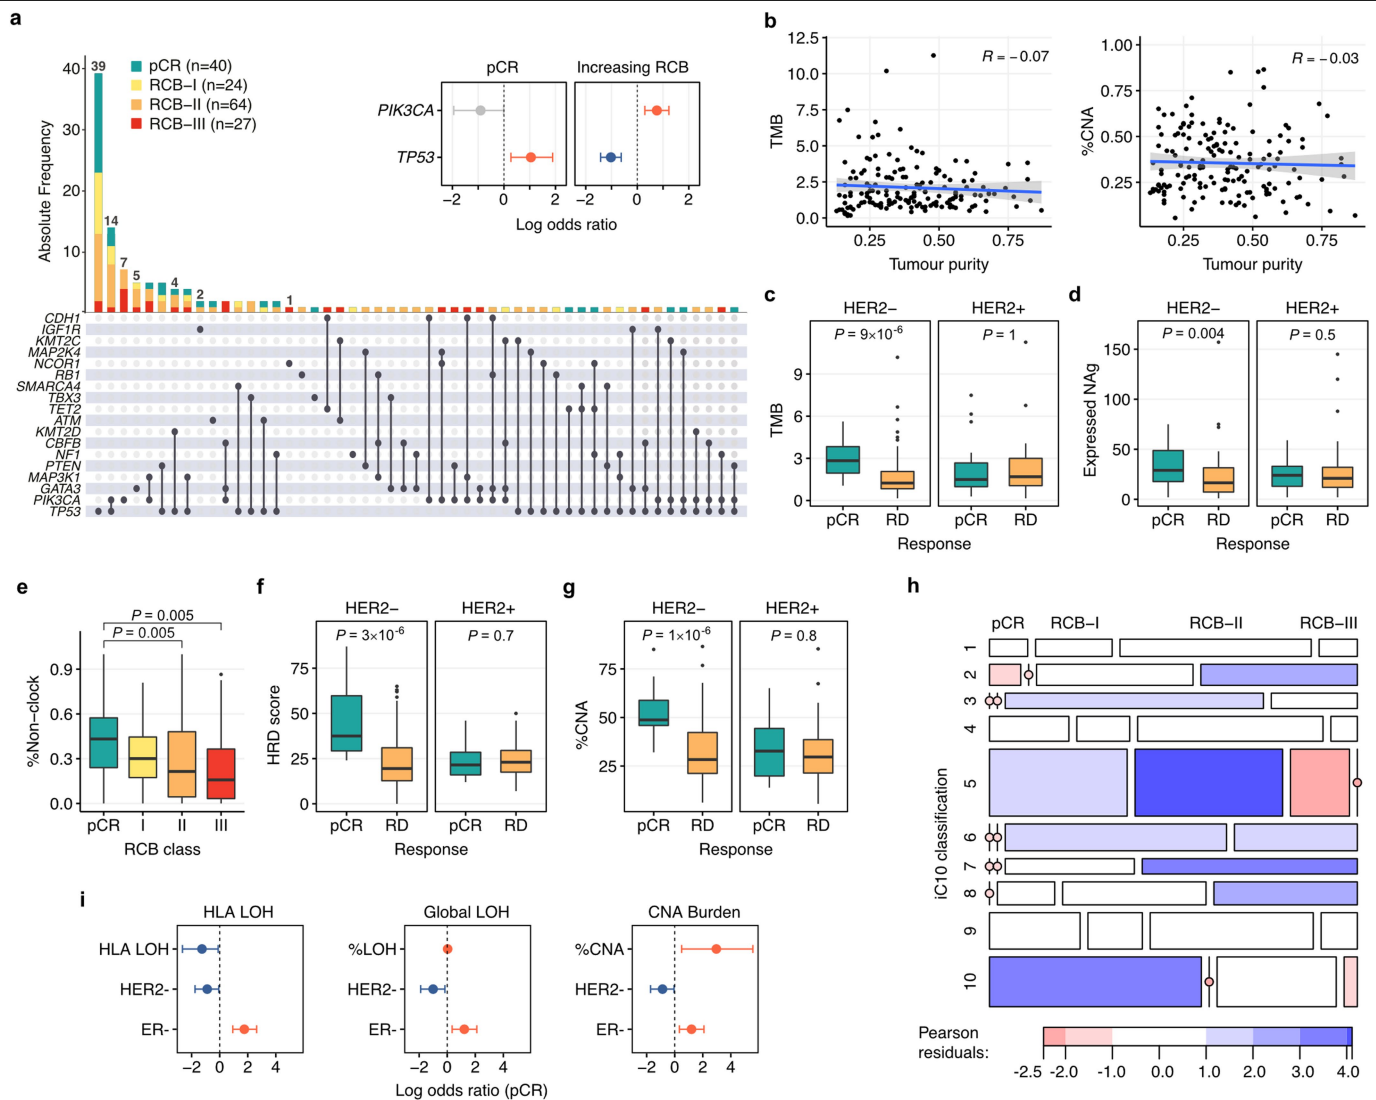 a
39
40
30
20
10
Absolute Frequency
14
7
5
4
2
1
pCR (n=40)
RCB–I (n=24)
RCB–II (n=64)
RCB–III (n=27)
pCR
Increasing RCB
PIK3CA
TP53
−2 0 2 −2 0 2
Log odds ratio
CDH1
IGF1R
KMT2C
MAP2K4
NCOR1
RB1
SMARCA4
TBX3
TET2
ATM
KMT2D
CBFB
NF1
PTEN
MAP3K1
GATA3
PIK3CA
TP53
b
12.5
10.0
7.5
5.0
2.5
0.0
TMB
R = −0.07
0.25 0.50 0.75
Tumour purity
1.00
0.75
0.50
0.25
%CNA
R = −0.03
0.25 0.50 0.75
Tumour purity
c
HER2− HER2+
P = 9×10-6 P = 1
9
6
3
0
TMB
pCR RD pCR RD
Response
d
HER2− HER2+
P = 0.004 P = 0.5
150
100
50
0
Expressed NAg
pCR RD pCR RD
Response
e
P = 0.005
P = 0.005
0.9
0.6
0.3
0.0
%Non–clock
pCR I II III
RCB class
f
HER2− HER2+
P = 3×10-6 P = 0.7
75
50
25
0
HRD score
pCR RD pCR RD
Response
g
HER2− HER2+
P = 1×10-6 P = 0.8
75
50
25
%CNA
pCR RD pCR RD
Response
h
pCR RCB–I RCB–II RCB–III
1
2
3
4
5
6
7
8
9
10
iC10 classification
Pearson
residuals:
-2.5 -2.0 -1.0 0.0 1.0 2.0 3.0 4.0
i
HLA LOH
HLA LOH
HER2-
ER-
−2 0 2 4
Global LOH
%LOH
HER2-
ER-
−2 0 2 4
CNA Burden
%CNA
HER2-
ER-
−2 0 2 4
Log odds ratio (pCR)